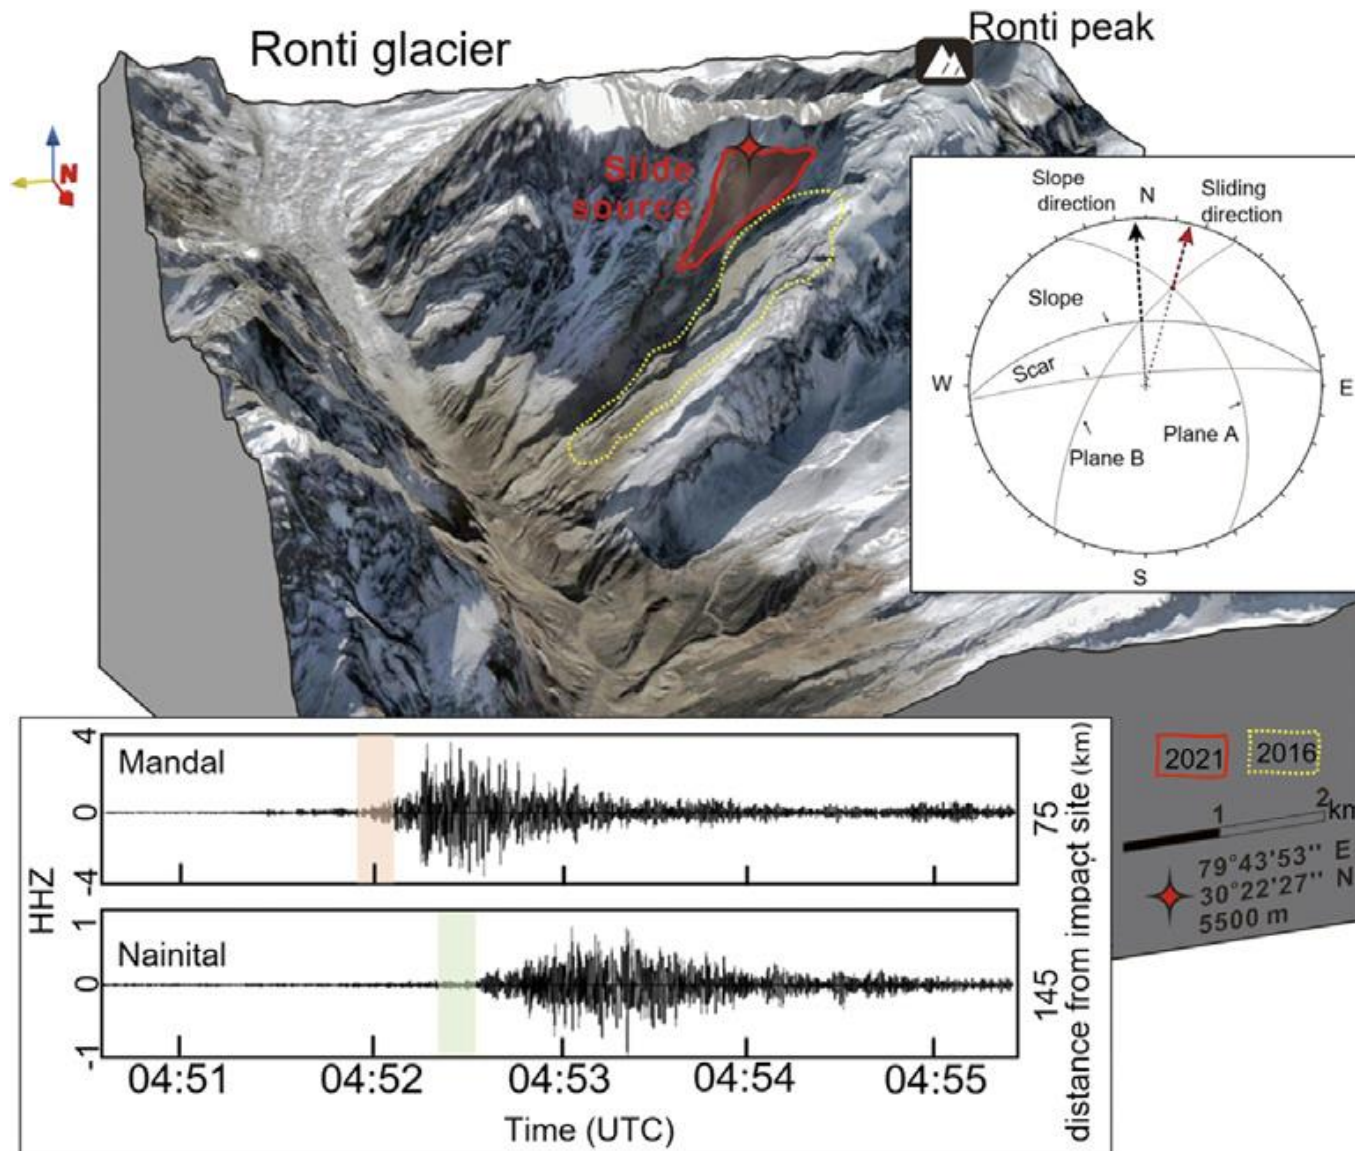 Ronti glacier
Ronti peak
N
Slide
source
Slope
direction
N
Sliding
direction
Slope
Scar
W
E
Plane A
Plane B
S
Mandal
4
0
-4
75
HHZ
Nainital
1
0
-1
145
distance from impact site (km)
04:51
04:52
04:53
04:54
04:55
Time (UTC)
2021
2016
1
2
km
79°43'53'' E
30°22'27'' N
5500 m